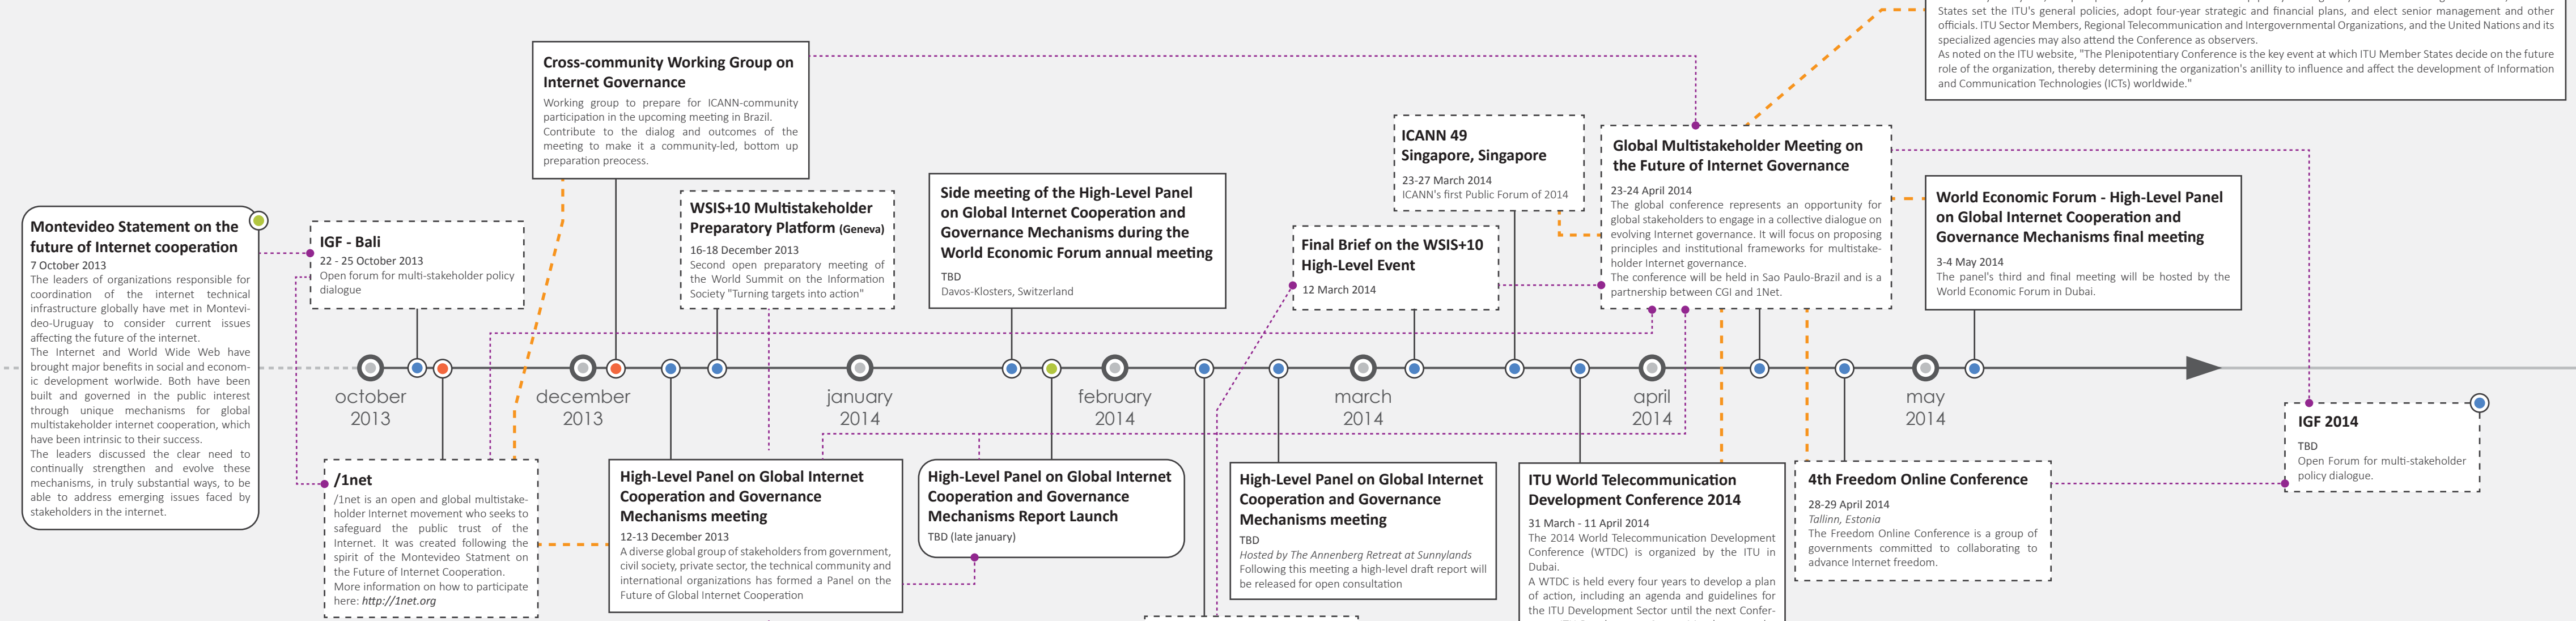 States set the ITU's general policies, adopt four-year strategic and financial plans, and elect senior management and other
officials. ITU Sector Members, Regional Telecommunication and Intergovernmental Organizations, and the United Nations and its
specialized agencies may also attend the Conference as observers.
As noted on the ITU website, "The Plenipotentiary Conference is the key event at which ITU Member States decide on the future
role of the organization, thereby determining the organization's anillity to influence and affect the development of Information
and Communication Technologies (ICTs) worldwide."
Cross-community Working Group on
Internet Governance
Working group to prepare for ICANN-community
participation in the upcoming meeting in Brazil.
Contribute to the dialog and outcomes of the
meeting to make it a community-led, bottom up
preparation preocess.
ICANN 49
Singapore, Singapore
23-27 March 2014
ICANN's first Public Forum of 2014
Global Multistakeholder Meeting on
the Future of Internet Governance
23-24 April 2014
The global conference represents an opportunity for
global stakeholders to engage in a collective dialogue on
evolving Internet governance. It will focus on proposing
principles and institutional frameworks for multistake-
holder Internet governance.
The conference will be held in Sao Paulo-Brazil and is a
partnership between CGI and 1Net.
World Economic Forum - High-Level Panel
on Global Internet Cooperation and
Governance Mechanisms final meeting
3-4 May 2014
The panel's third and final meeting will be hosted by the
World Economic Forum in Dubai.
Side meeting of the High-Level Panel
on Global Internet Cooperation and
Governance Mechanisms during the
World Economic Forum annual meeting
TBD
Davos-Klosters, Switzerland
WSIS+10 Multistakeholder
Preparatory Platform (Geneva)
16-18 December 2013
Second open preparatory meeting of
the World Summit on the Information
Society "Turning targets into action"
Final Brief on the WSIS+10
High-Level Event
12 March 2014
Montevideo Statement on the
future of Internet cooperation
7 October 2013
The leaders of organizations responsible for
coordination of the internet technical
infrastructure globally have met in Montevi-
deo-Uruguay to consider current issues
affecting the future of the internet.
The Internet and World Wide Web have
brought major benefits in social and econom-
ic development worlwide. Both have been
built and governed in the public interest
through unique mechanisms for global
multistakeholder internet cooperation, which
have been intrinsic to their success.
The leaders discussed the clear need to
continually strengthen and evolve these
mechanisms, in truly substantial ways, to be
able to address emerging issues faced by
stakeholders in the internet.
IGF - Bali
22 - 25 October 2013
Open forum for multi-stakeholder policy
dialogue
october
2013
december
2013
january
2014
february
2014
march
2014
april
2014
may
2014
/1net
/1net is an open and global multistake-
holder Internet movement who seeks to
safeguard the public trust of the
Internet. It was created following the
spirit of the Montevideo Statment on
the Future of Internet Cooperation.
More information on how to participate
here: http://1net.org
High-Level Panel on Global Internet
Cooperation and Governance
Mechanisms meeting
12-13 December 2013
A diverse global group of stakeholders from government,
civil society, private sector, the technical community and
international organizations has formed a Panel on the
Future of Global Internet Cooperation
High-Level Panel on Global Internet
Cooperation and Governance
Mechanisms Report Launch
TBD (late january)
High-Level Panel on Global Internet
Cooperation and Governance
Mechanisms meeting
TBD
Hosted by The Annenberg Retreat at Sunnylands
Following this meeting a high-level draft report will
be released for open consultation
ITU World Telecommunication
Development Conference 2014
31 March - 11 April 2014
The 2014 World Telecommunication Development
Conference (WTDC) is organized by the ITU in
Dubai.
A WTDC is held every four years to develop a plan
of action, including an agenda and guidelines for
the ITU Development Sector until the next Confer-
4th Freedom Online Conference
28-29 April 2014
Tallinn, Estonia
The Freedom Online Conference is a group of
governments committed to collaborating to
advance Internet freedom.
IGF 2014
TBD
Open Forum for multi-stakeholder
policy dialogue.